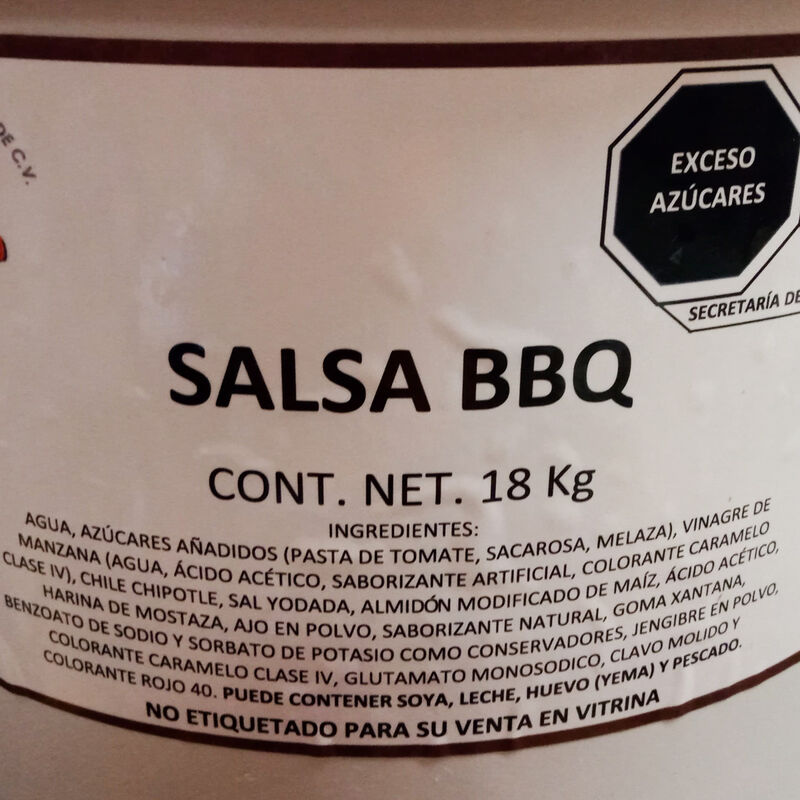 DE C.V.
EXCESO
AZÚCARES
SECRETARÍA DE
SALSA BBQ
CONT. NET. 18 Kg
INGREDIENTES:
AGUA, AZÚCARES AÑADIDOS (PASTA DE TOMATE, SACAROSA, MELAZA), VINAGRE DE
MANZANA (AGUA, ÁCIDO ACÉTICO, SABORIZANTE ARTIFICIAL, COLORANTE CARAMELO
CLASE IV), CHILE CHIPOTLE, SAL YODADA, ALMIDÓN MODIFICADO DE MAÍZ, ÁCIDO ACÉTICO,
HARINA DE MOSTAZA, AJO EN POLVO, SABORIZANTE NATURAL, GOMA XANTANA,
BENZOATO DE SODIO Y SORBATO DE POTASIO COMO CONSERVADORES, JENGIBRE EN POLVO,
COLORANTE CARAMELO CLASE IV, GLUTAMATO MONOSODICO, CLAVO MOLIDO Y
COLORANTE ROJO 40. PUEDE CONTENER SOYA, LECHE, HUEVO (YEMA) Y PESCADO.
NO ETIQUETADO PARA SU VENTA EN VITRINA